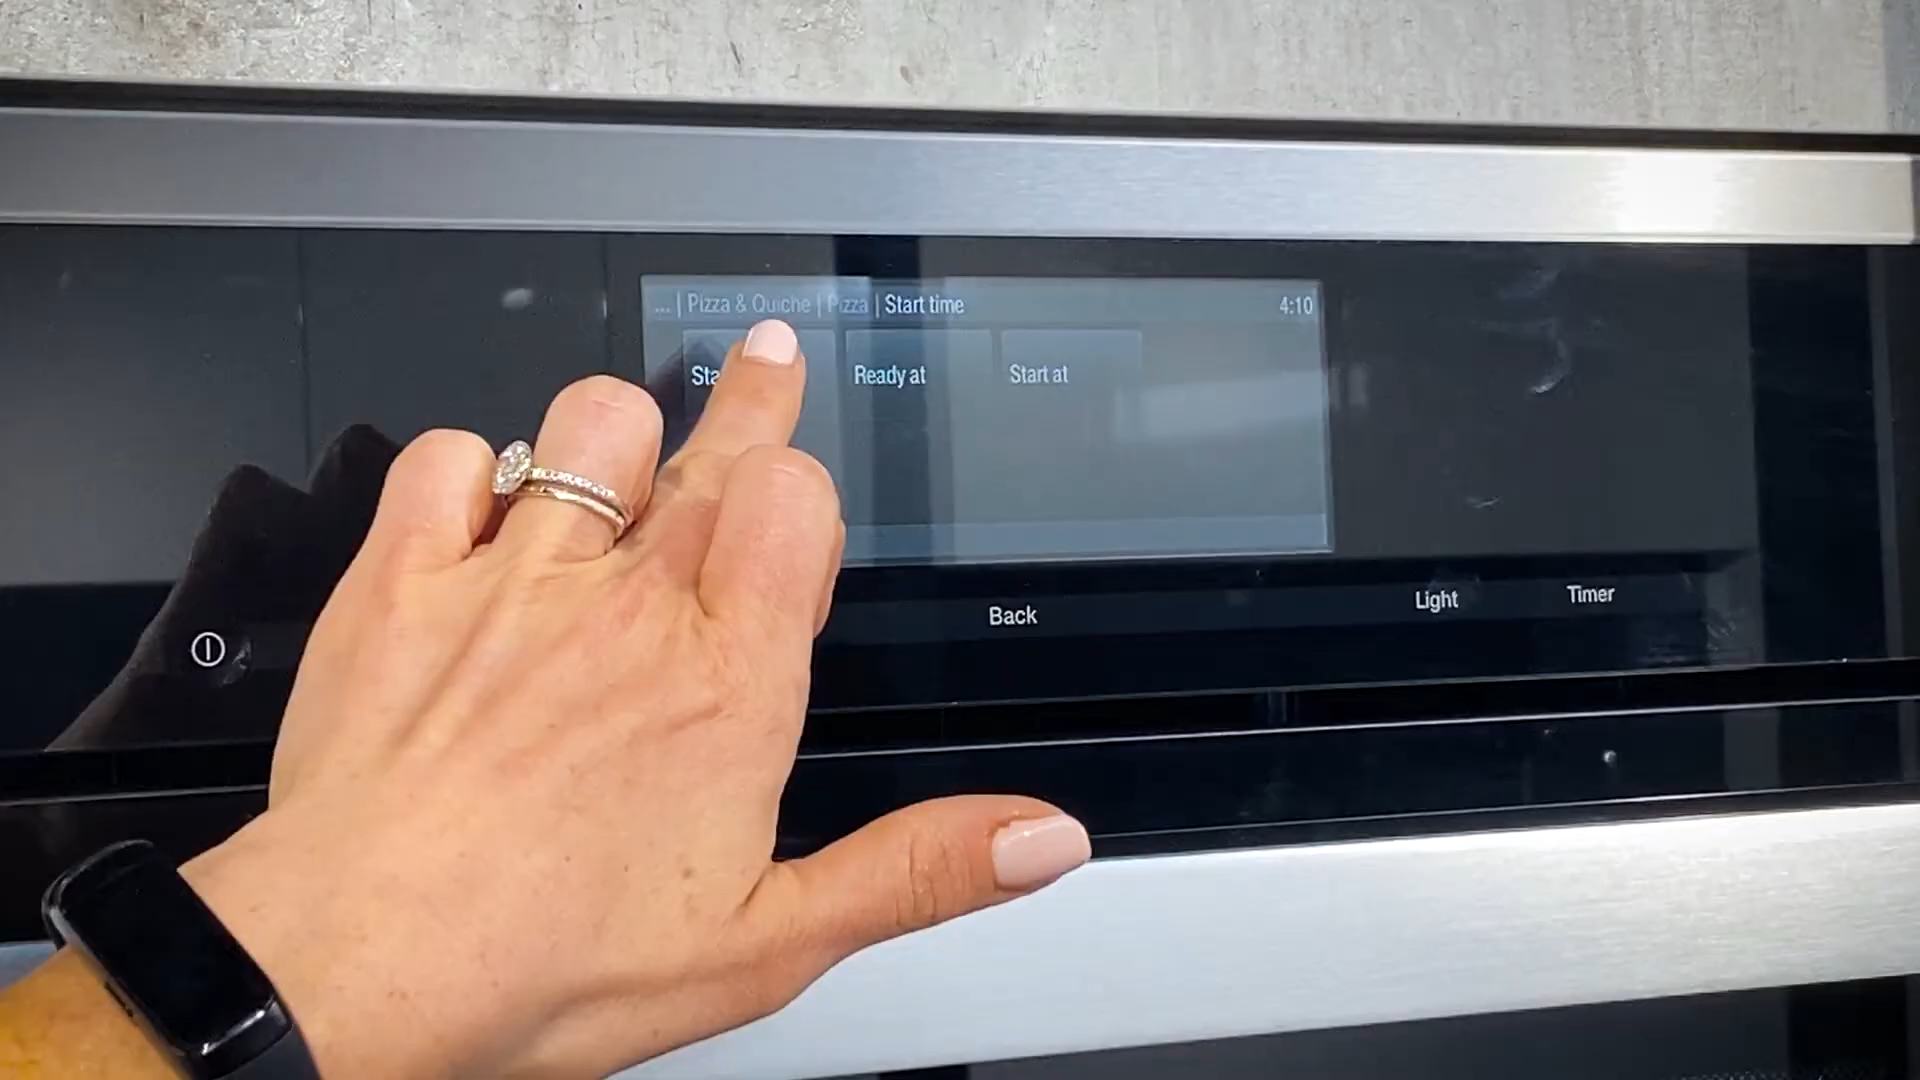 ... | Pizza & Quiche | Pizza | Start time 4:10
Ready at Start at
Back Light Timer